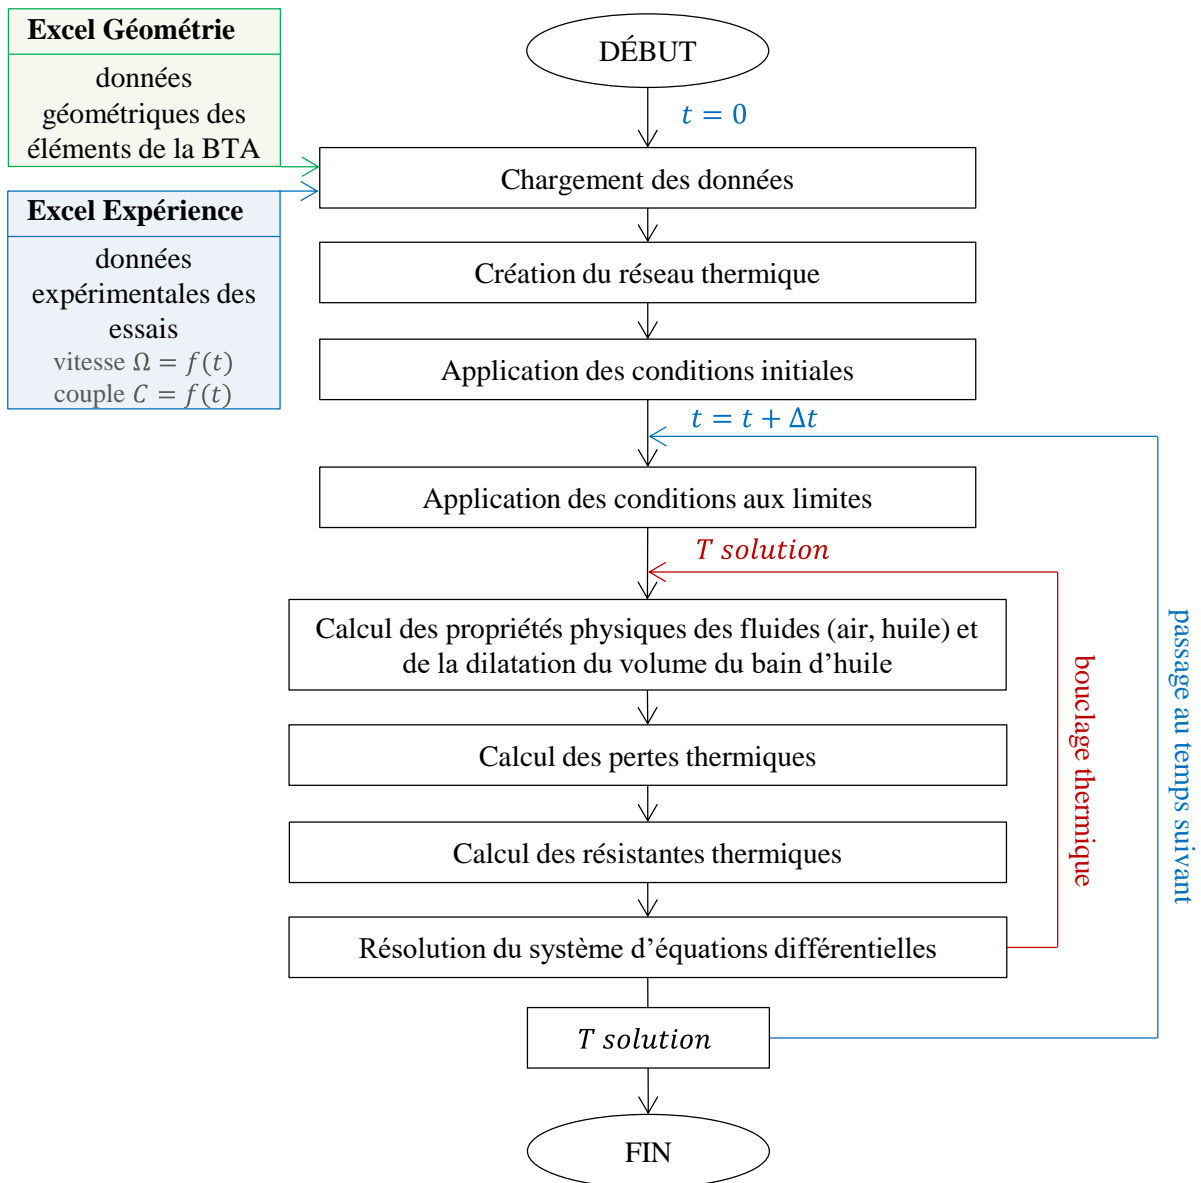 Excel Géométrie
données
géométriques des
éléments de la BTA
Excel Expérience
données
expérimentales des
essais
vitesse Ω = f(t)
couple C = f(t)
DÉBUT
t = 0
Chargement des données
Création du réseau thermique
Application des conditions initiales
t = t + Δt
Application des conditions aux limites
T solution
Calcul des propriétés physiques des fluides (air, huile) et
de la dilatation du volume du bain d’huile
Calcul des pertes thermiques
Calcul des résistantes thermiques
Résolution du système d’équations différentielles
T solution
FIN
bouclage thermique
passage au temps suivant